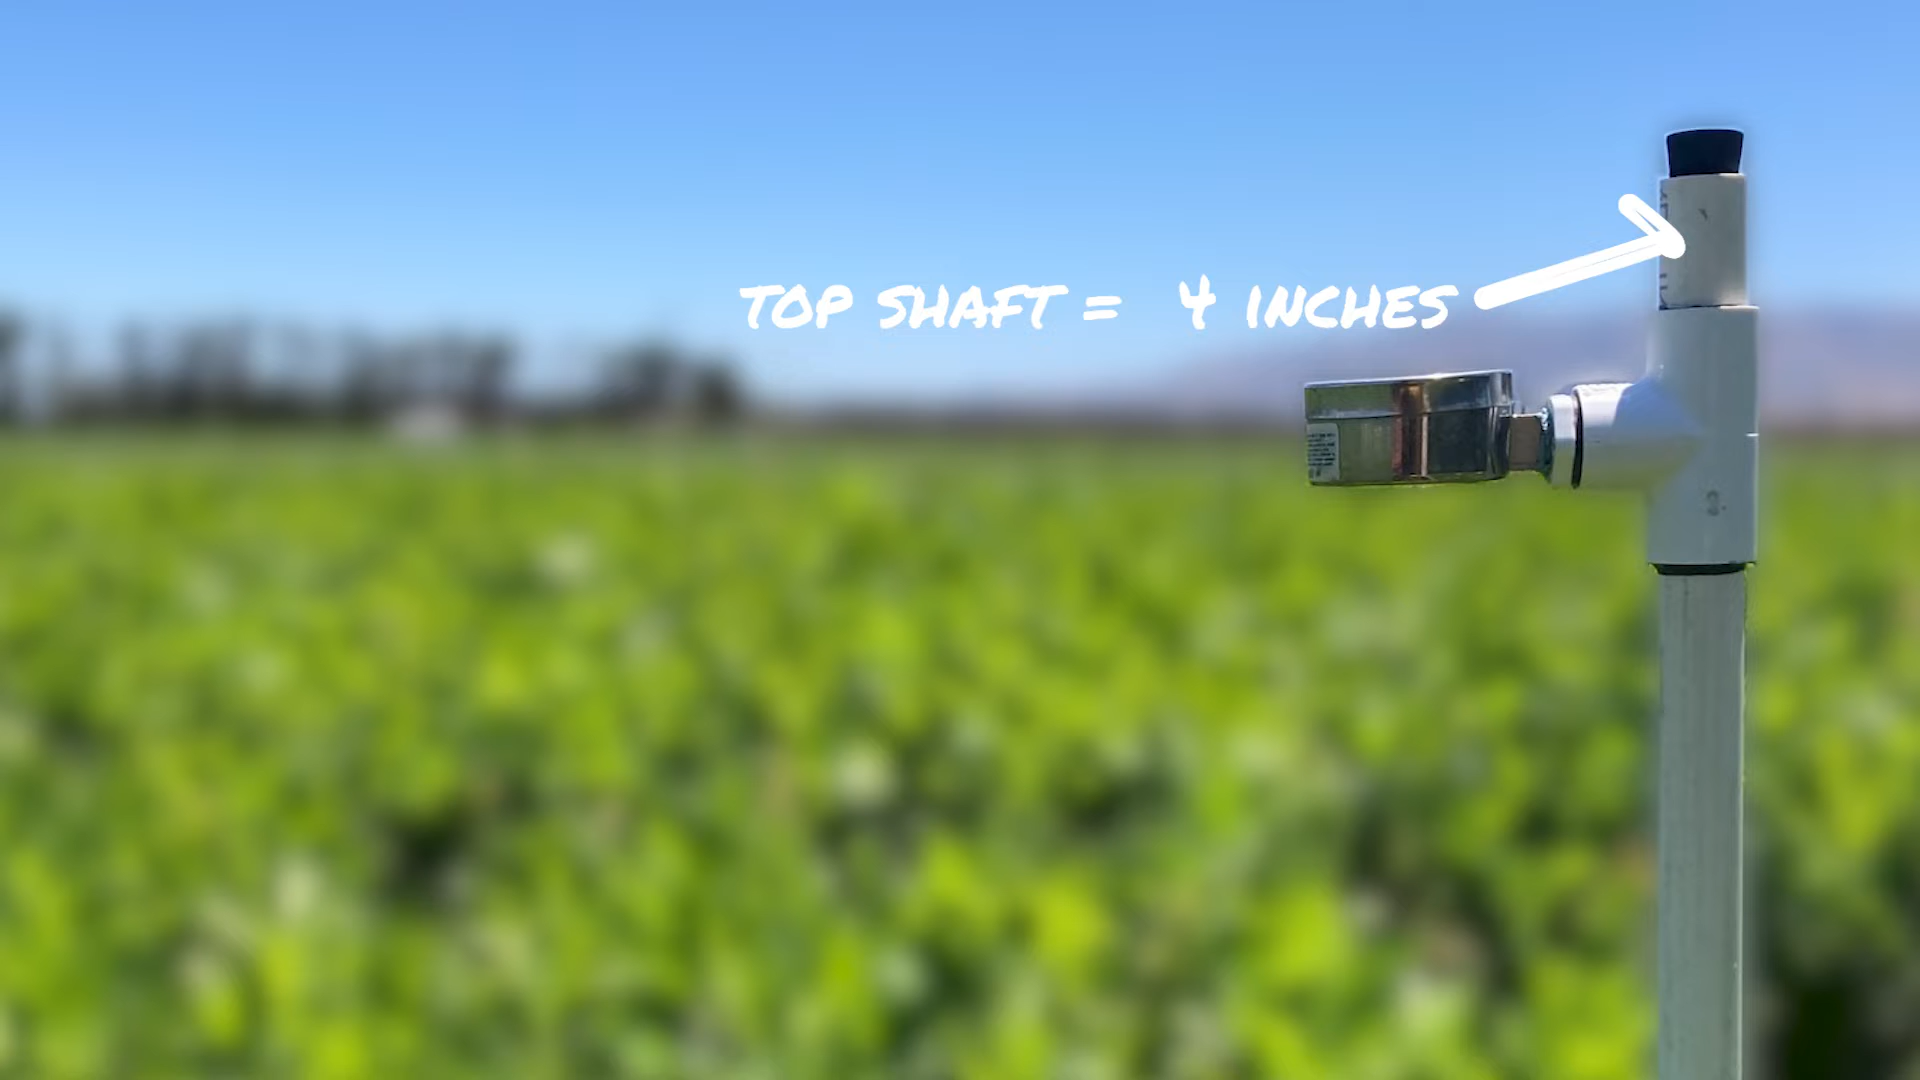 TOP SHAFT = 4 INCHES